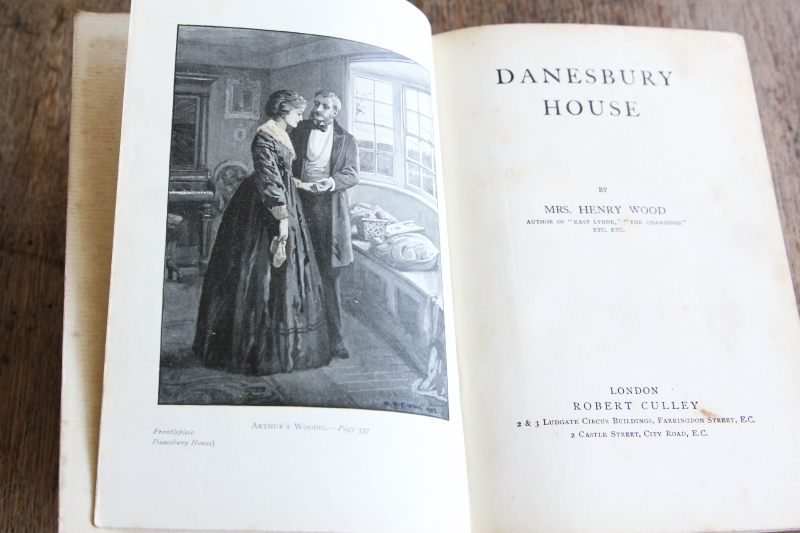 ARTHUR'S WOOING.—Page 337
Frontispiece
Danesbury House]
DANESBURY
HOUSE
BY
MRS. HENRY WOOD
AUTHOR OF "EAST LYNNE," "THE CHANNINGS"
ETC. ETC.
LONDON
ROBERT CULLEY
2 & 3 LUDGATE CIRCUS BUILDINGS, FARRINGDON STREET, E.C.
2 CASTLE STREET, CITY ROAD, E.C.